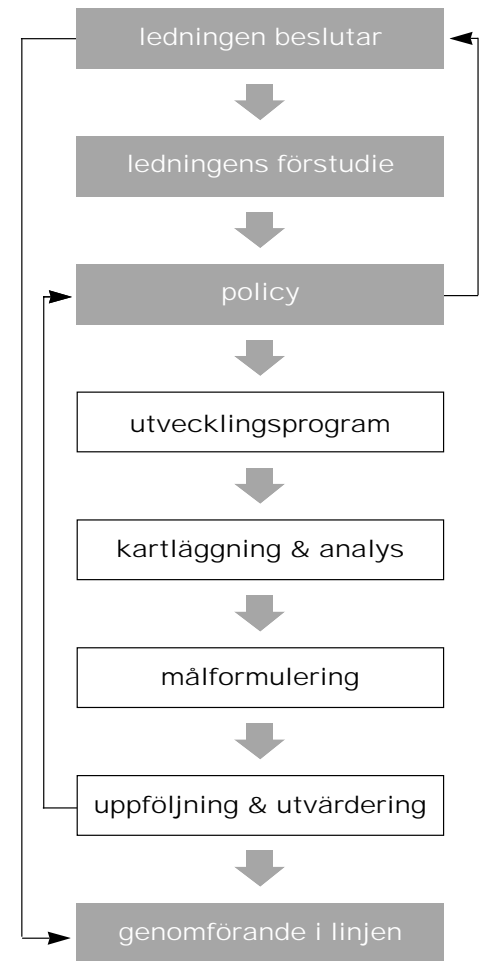 ledningen beslutar
ledningens förstudie
policy
utvecklingsprogram
kartläggning & analys
målformulering
uppföljning & utvärdering
genomförande i linjen